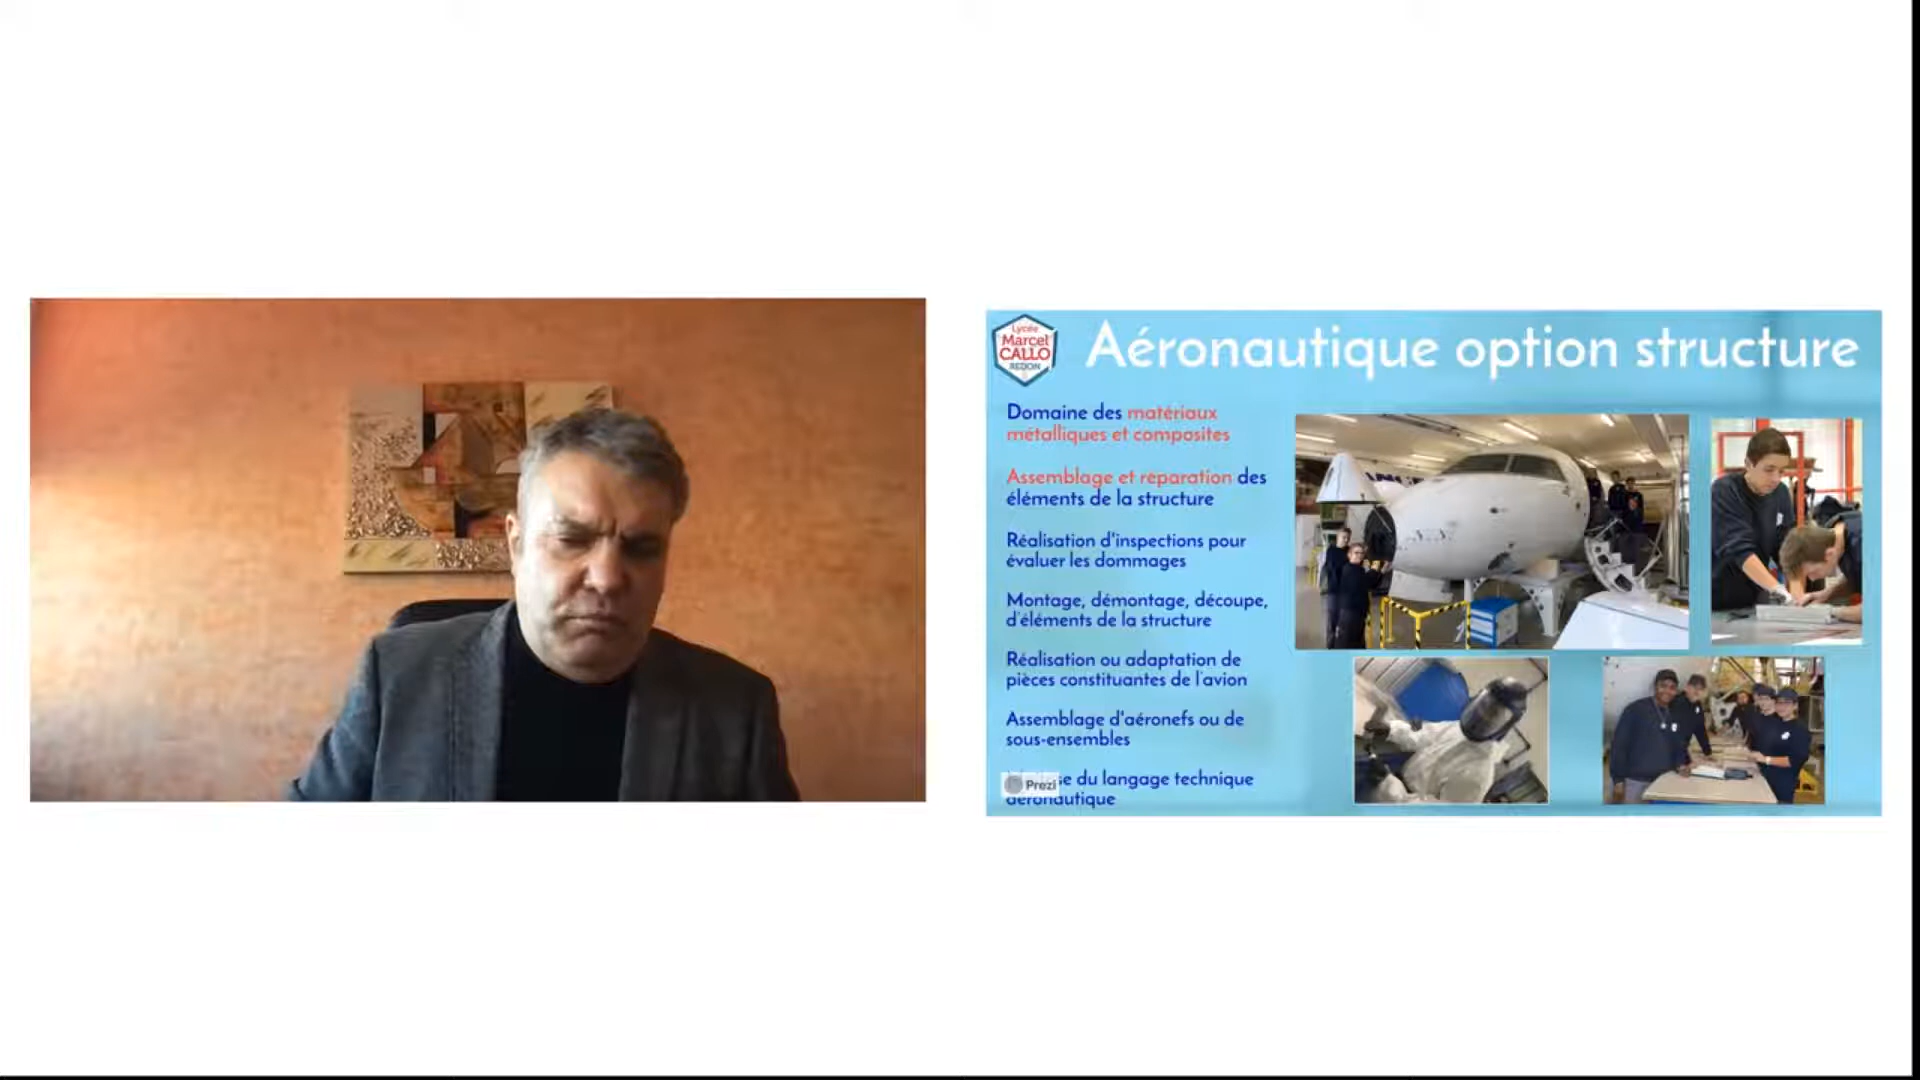 Lycée
Marcel
CALLO
REDON
Aéronautique option structure
Domaine des matériaux
métalliques et composites
Assemblage et réparation des
éléments de la structure
Réalisation d'inspections pour
évaluer les dommages
Montage, démontage, découpe,
d'éléments de la structure
Réalisation ou adaptation de
pièces constituantes de l'avion
Assemblage d'aéronefs ou de
sous-ensembles
du langage technique
aéronautique
Prezi